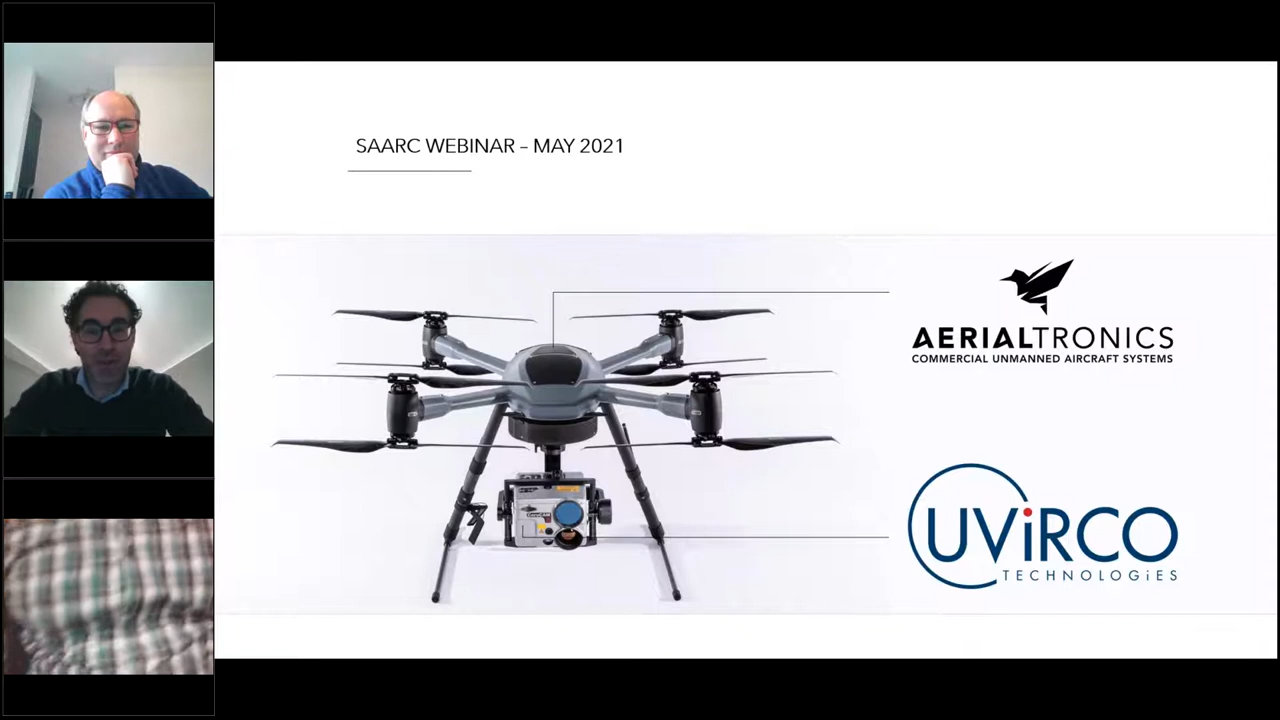 SAARC WEBINAR – MAY 2021
AERIALTRONICS
COMMERCIAL UNMANNED AIRCRAFT SYSTEMS
UViRCO
TECHNOLOGiES